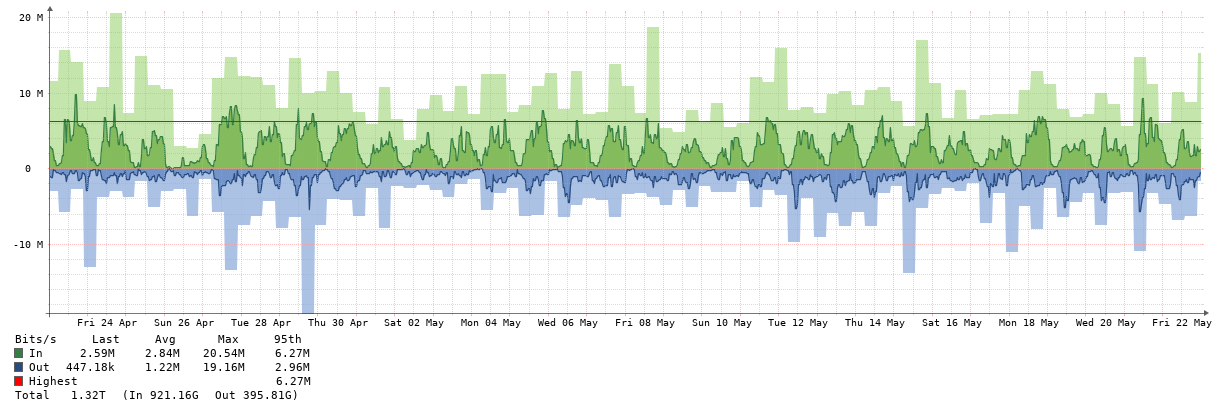 20 M
10 M
0
-10 M
Fri 24 Apr Sun 26 Apr Tue 28 Apr Thu 30 Apr Sat 02 May Mon 04 May Wed 06 May Fri 08 May Sun 10 May Tue 12 May Thu 14 May Sat 16 May Mon 18 May Wed 20 May Fri 22 May
Bits/s Last Avg Max 95th
In 2.59M 2.84M 20.54M 6.27M
Out 447.18k 1.22M 19.16M 2.96M
Highest 6.27M
Total 1.32T (In 921.16G Out 395.81G)